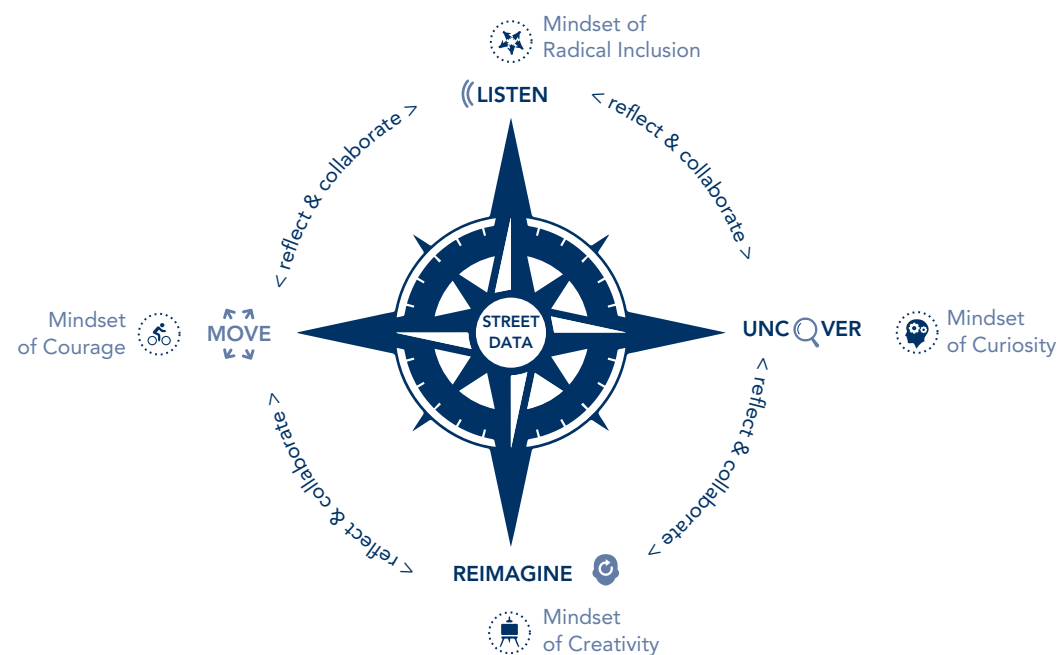 Mindset of
Radical Inclusion
LISTEN
< reflect & collaborate >
< reflect & collaborate >
STREET
DATA
Mindset
of Courage
MOVE
UNCOVER
Mindset
of Curiosity
< reflect & collaborate >
< reflect & collaborate >
REIMAGINE
Mindset
of Creativity